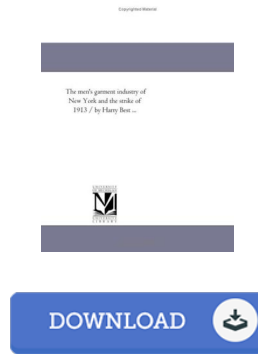 Copyrighted Material
The men's garment industry of
New York and the strike of
1913 / by Harry Best ...
DOWNLOAD